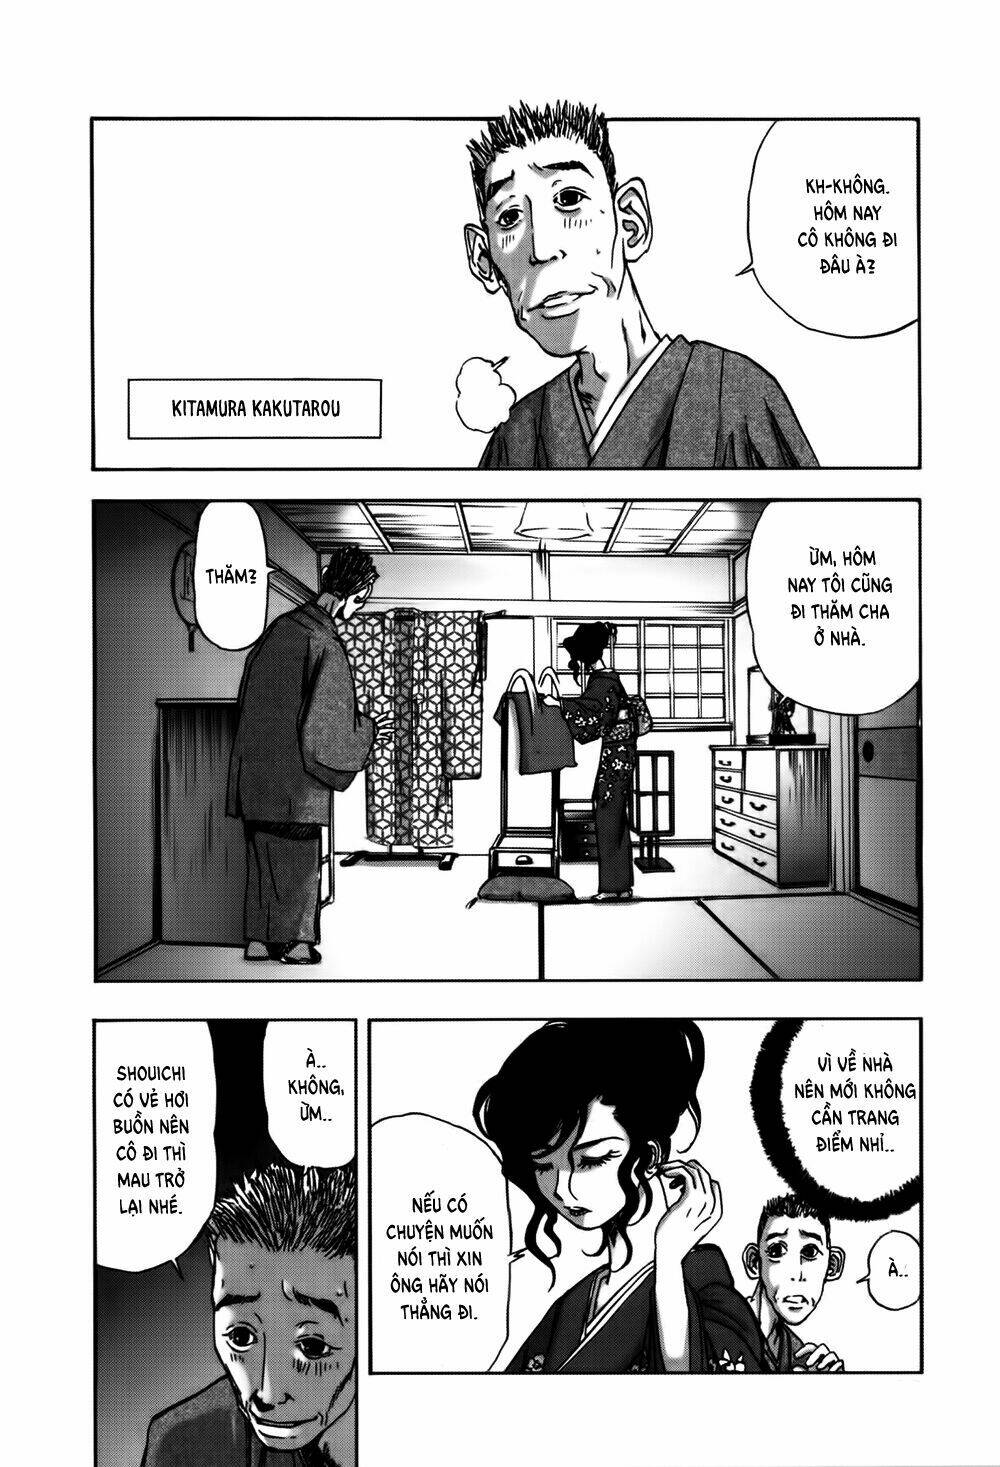 KH-KHÔNG.
HÔM NAY
CÔ KHÔNG ĐI
ĐÂU À?
KITAMURA KAKUTAROU
ỪM, HÔM
NAY TÔI CŨNG
ĐI THĂM CHA
Ở NHÀ.
THĂM?
VÌ VỀ NHÀ
NÊN MỚI KHÔNG
CẦN TRANG
ĐIỂM NHỈ..
À..
NẾU CÓ
CHUYỆN MUỐN
NÓI THÌ XIN
ÔNG HÃY NÓI
THẲNG ĐI.
À..
KHÔNG,
ỪM..
SHOUICHI
CÓ VẺ HƠI
BUỒN NÊN
CÔ ĐI THÌ
MAU TRỞ
LẠI NHÉ.